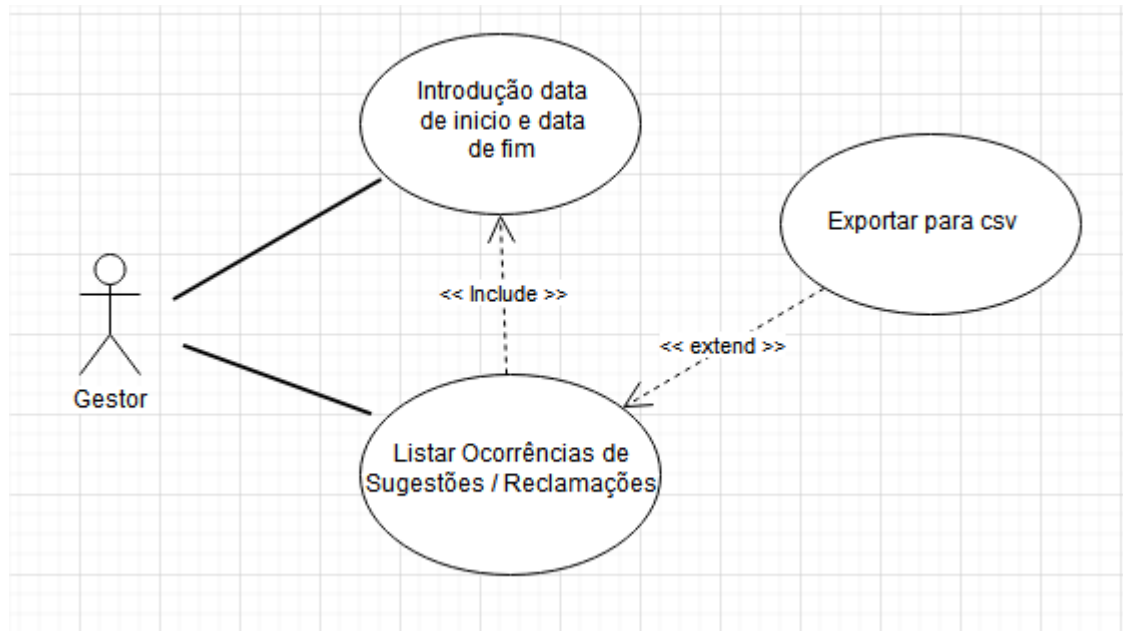 Introdução data
de inicio e data
de fim
Exportar para csv
<< Include >>
<< extend >>
Gestor
Listar Ocorrências de
Sugestões / Reclamações